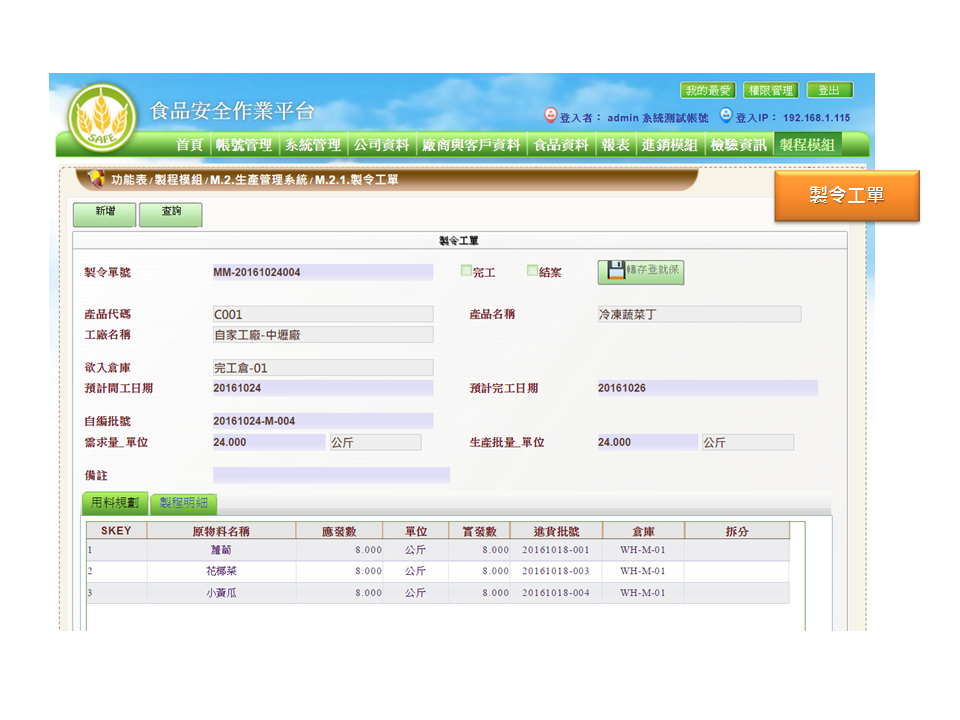 我的最愛 權限管理 登出
食品安全作業平台
登入者： admin 系統測試帳號 登入IP： 192.168.1.115
SAFE
首頁 帳號管理 系統管理 公司資料 廠商與客戶資料 食品資料 報表 進銷模組 檢驗資訊 製程模組
功能表/製程模組/M.2.生產管理系統/M.2.1.製令工單
製令工單
新增 查詢
製令工單
製令單號 MM-20161024004 完工 結案 轉存登就保
產品代碼 C001 產品名稱 冷凍蔬菜丁
工廠名稱 自家工廠-中壢廠
欲入倉庫 完工倉-01
預計開工日期 20161024 預計完工日期 20161026
自編批號 20161024-M-004
需求量_單位 24.000 公斤 生產批量_單位 24.000 公斤
備註
用料規劃 製程明細
SKEY 原物料名稱 應發數 單位 實發數 進貨批號 倉庫 拆分
1 蘿蔔 8.000 公斤 8.000 20161018-001 WH-M-01
2 花椰菜 8.000 公斤 8.000 20161018-003 WH-M-01
3 小黃瓜 8.000 公斤 8.000 20161018-004 WH-M-01